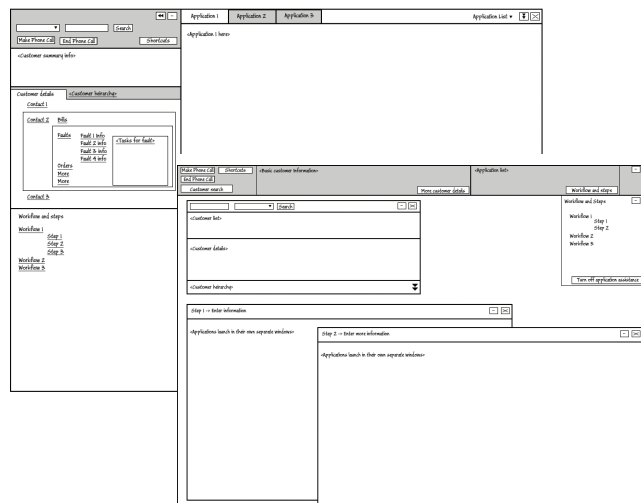 Search
Make Phone Call End Phone Call Shortcuts
<Customer summary info>
Customer details <Customer heirarchy>
Contact 1
Contact 2 Bills
Faults Fault 1 info
Fault 2 info
Fault 3 info
Fault 4 info
<Tasks for fault>
Orders
More
More
Contact 3
Workflow and steps
Workflow 1
Step 1
Step 2
Step 3
Workflow 2
Workflow 3
Application 1 Application 2 Application 3 Application List
<Application 1 here>
Make Phone Call Shortcuts <Basic customer information> <Application list>
End Phone Call
Customer search More customer details Workflow and steps
Search
<Customer list>
<Customer details>
<Customer heirarchy>
Workflow and Steps
Workflow 1
Step 1
Step 2
Workflow 2
Workflow 3
Turn off application assistance
Step 1 -> Enter information
<Applications launch in their own separate windows>
Step 2 -> Enter more information
<Applications launch in their own separate windows>